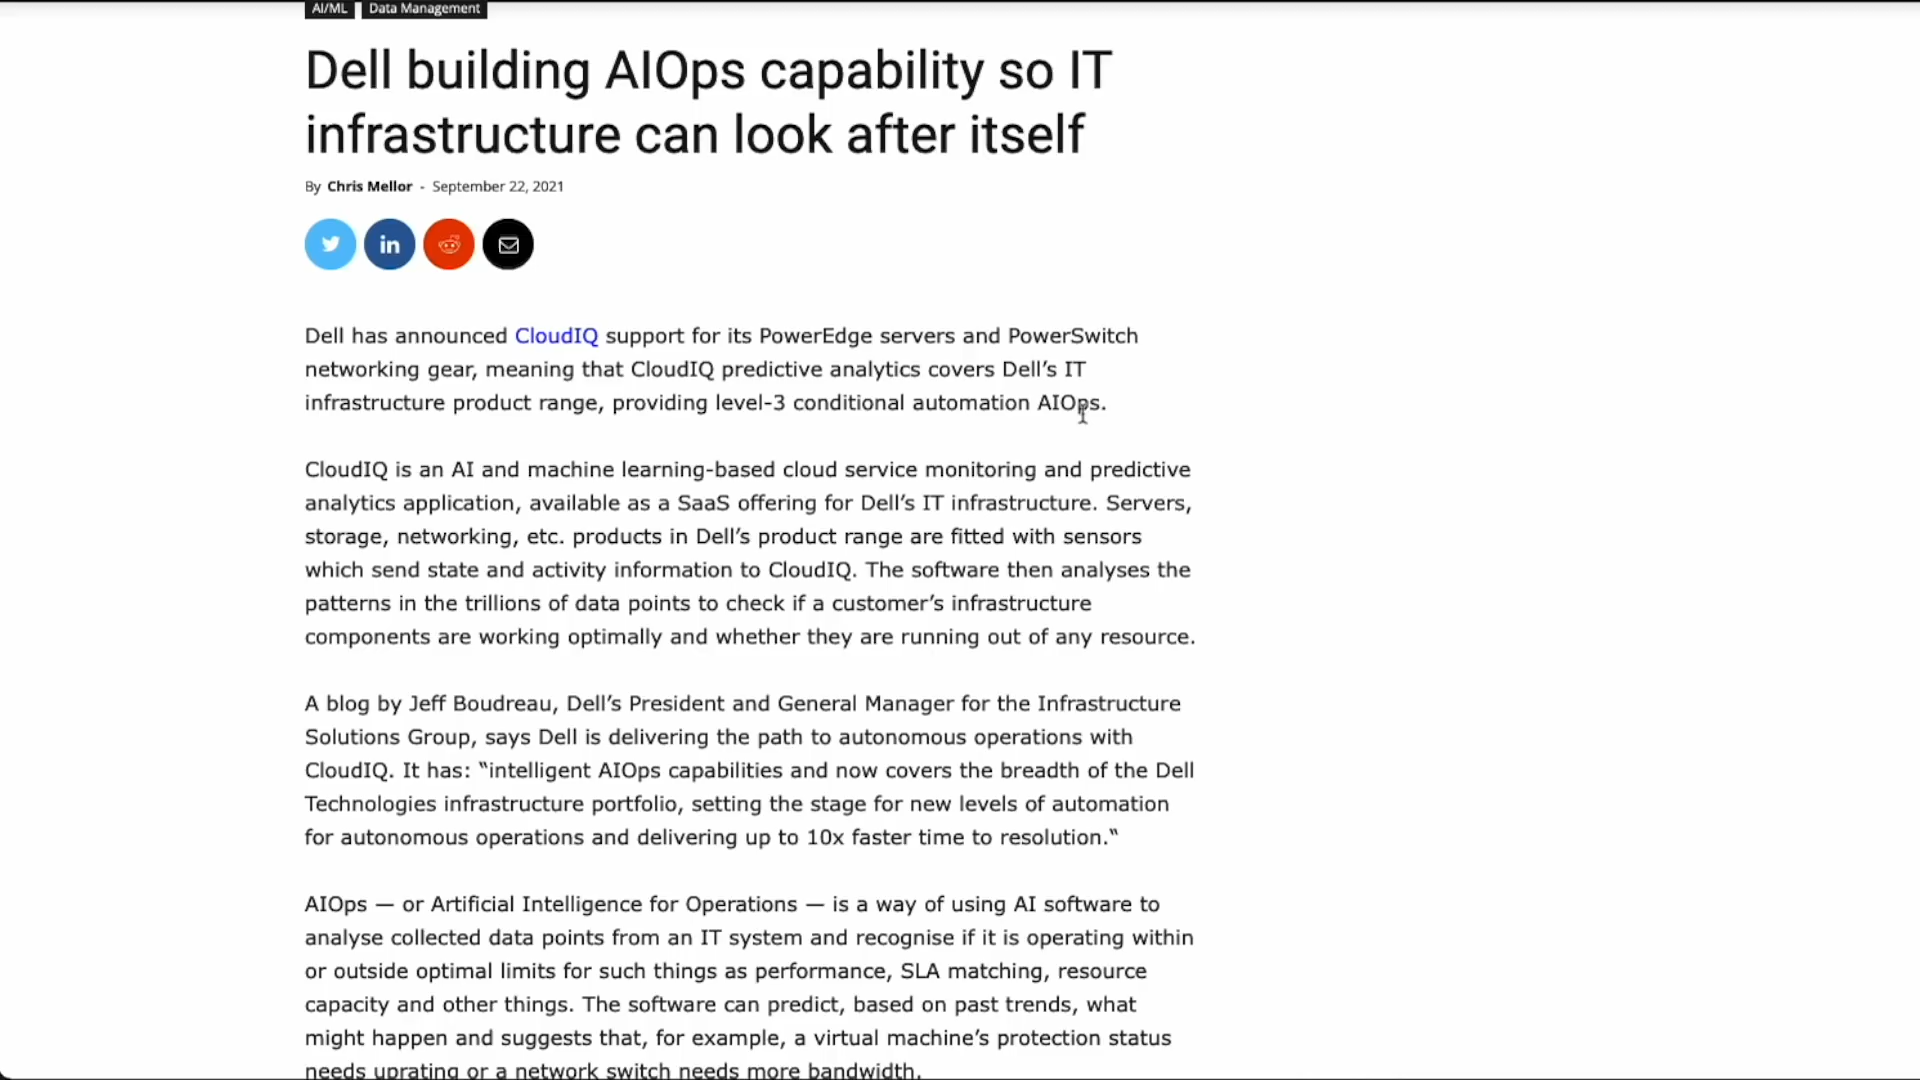 AI/ML Data Management
Dell building AIOps capability so IT
infrastructure can look after itself
By Chris Mellor - September 22, 2021
in
Dell has announced CloudIQ support for its PowerEdge servers and PowerSwitch
networking gear, meaning that CloudIQ predictive analytics covers Dell’s IT
infrastructure product range, providing level-3 conditional automation AIOps.
CloudIQ is an AI and machine learning-based cloud service monitoring and predictive
analytics application, available as a SaaS offering for Dell’s IT infrastructure. Servers,
storage, networking, etc. products in Dell’s product range are fitted with sensors
which send state and activity information to CloudIQ. The software then analyses the
patterns in the trillions of data points to check if a customer’s infrastructure
components are working optimally and whether they are running out of any resource.
A blog by Jeff Boudreau, Dell’s President and General Manager for the Infrastructure
Solutions Group, says Dell is delivering the path to autonomous operations with
CloudIQ. It has: “intelligent AIOps capabilities and now covers the breadth of the Dell
Technologies infrastructure portfolio, setting the stage for new levels of automation
for autonomous operations and delivering up to 10x faster time to resolution.“
AIOps — or Artificial Intelligence for Operations — is a way of using AI software to
analyse collected data points from an IT system and recognise if it is operating within
or outside optimal limits for such things as performance, SLA matching, resource
capacity and other things. The software can predict, based on past trends, what
might happen and suggests that, for example, a virtual machine’s protection status
needs uprating or a network switch needs more bandwidth.